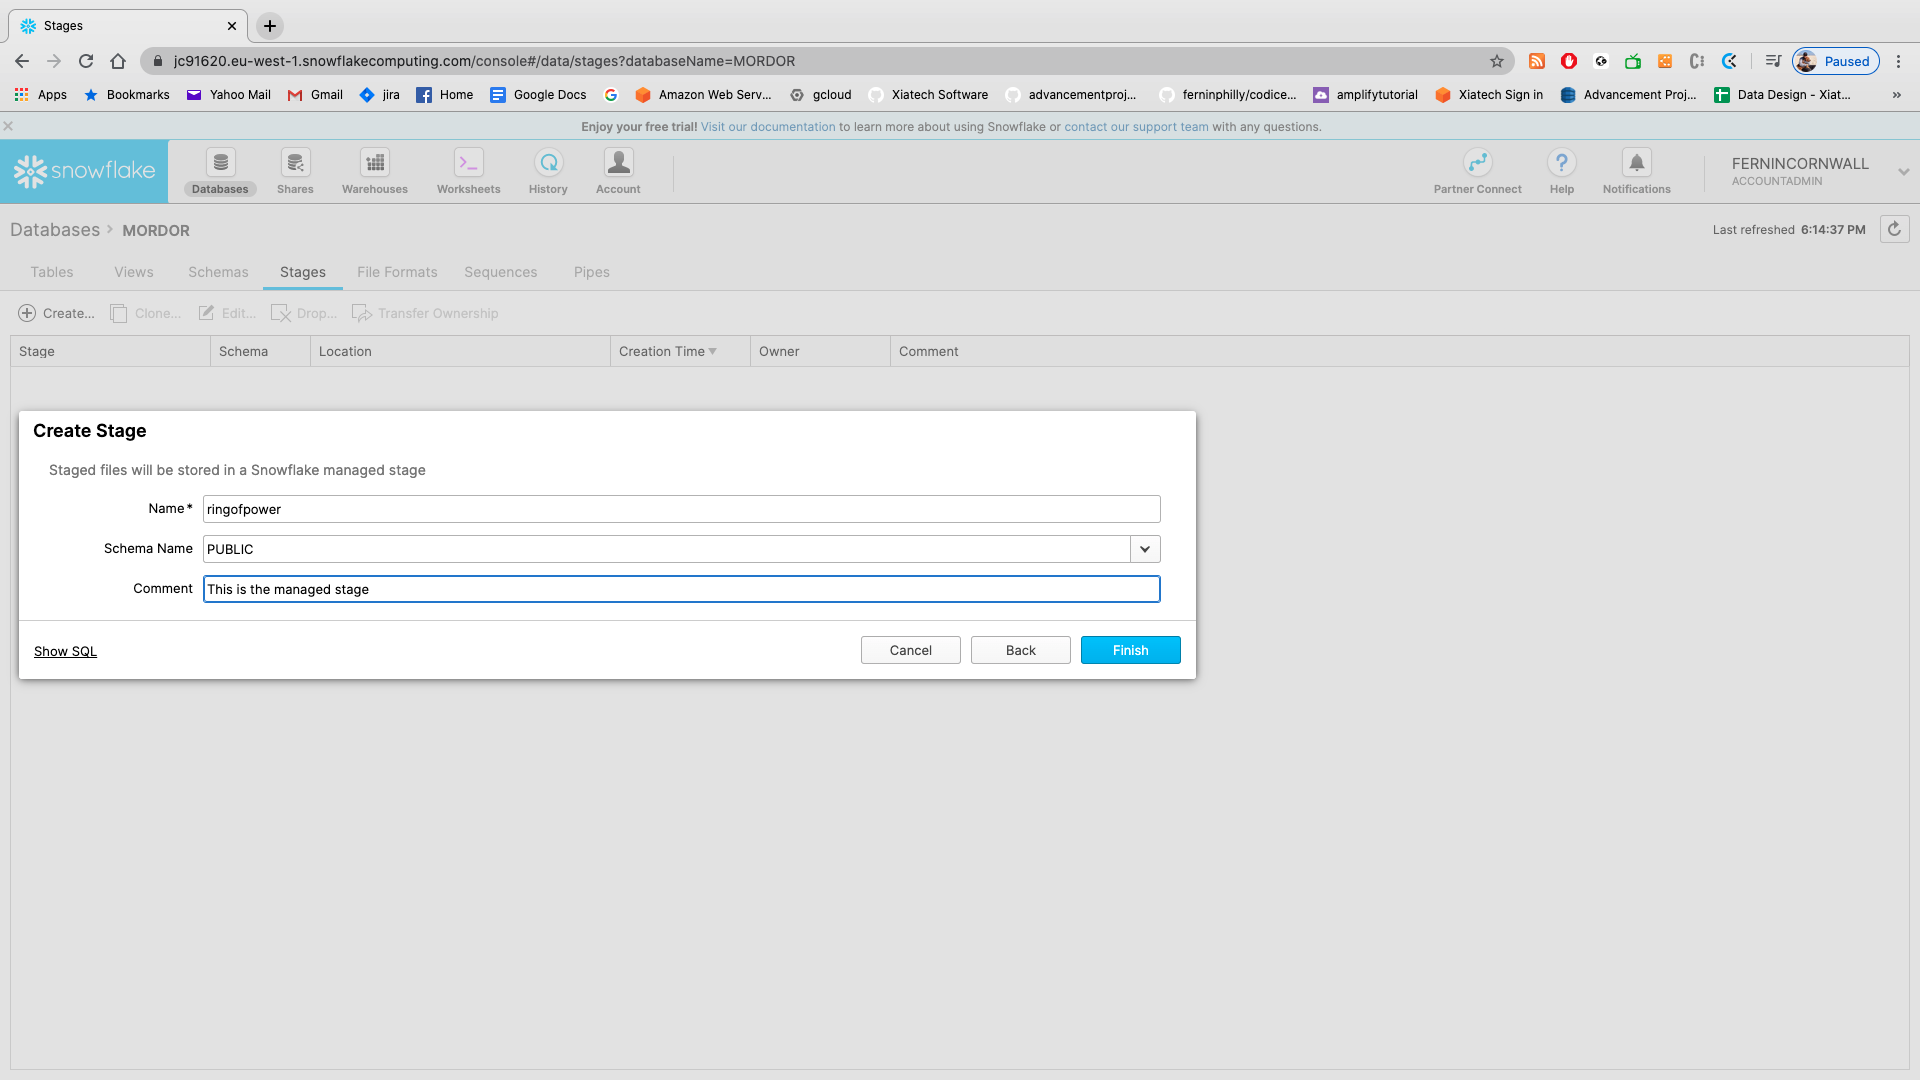 Stages
jc91620.eu-west-1.snowflakecomputing.com/console#/data/stages?databaseName=MORDOR
Paused
Apps Bookmarks Yahoo Mail Gmail jira Home Google Docs Amazon Web Serv... gcloud Xiatech Software advancementproj... ferninphilly/codice... amplifytutorial Xiatech Sign in Advancement Proj... Data Design - Xiat... »
Enjoy your free trial! Visit our documentation to learn more about using Snowflake or contact our support team with any questions.
snowflake
Databases Shares Warehouses Worksheets History Account Partner Connect Help Notifications
FERNINCORNWALL
ACCOUNTADMIN
Databases › MORDOR
Last refreshed 6:14:37 PM
Tables Views Schemas Stages File Formats Sequences Pipes
Create... Clone... Edit... Drop... Transfer Ownership
Stage Schema Location Creation Time Owner Comment
Create Stage
Staged files will be stored in a Snowflake managed stage
Name* ringofpower
Schema Name PUBLIC
Comment This is the managed stage
Show SQL Cancel Back Finish